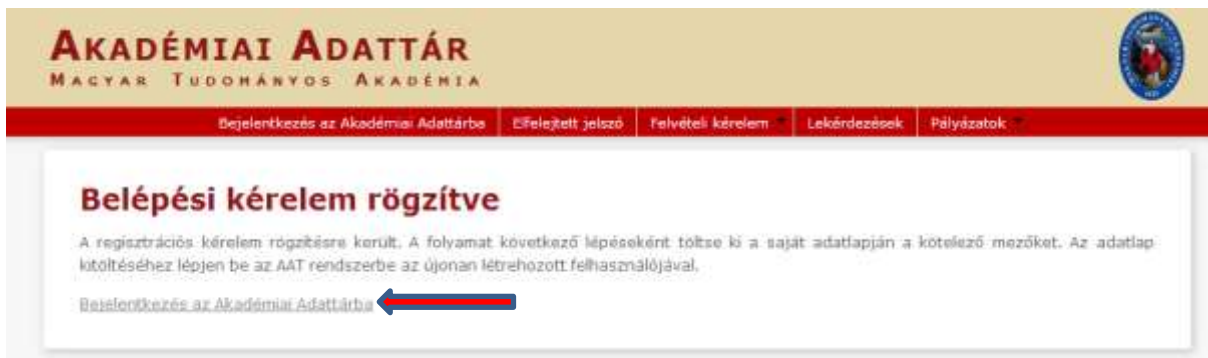 AKADÉMIAI ADATTÁR
MAGYAR TUDOMÁNYOS AKADÉMIA
Bejelentkezés az Akadémiai Adattárba Elfelejtett jelszó Felvételi kérelem Lekérdezések Pályázatok
Belépési kérelem rögzítve
A regisztrációs kérelem rögzítésre került. A folyamat következő lépéseként töltse ki a saját adatlapján a kötelező mezőket. Az adatlap
kitöltéséhez lépjen be az AAT rendszerbe az újonan létrehozott felhasználójával.
Bejelentkezés az Akadémiai Adattárba